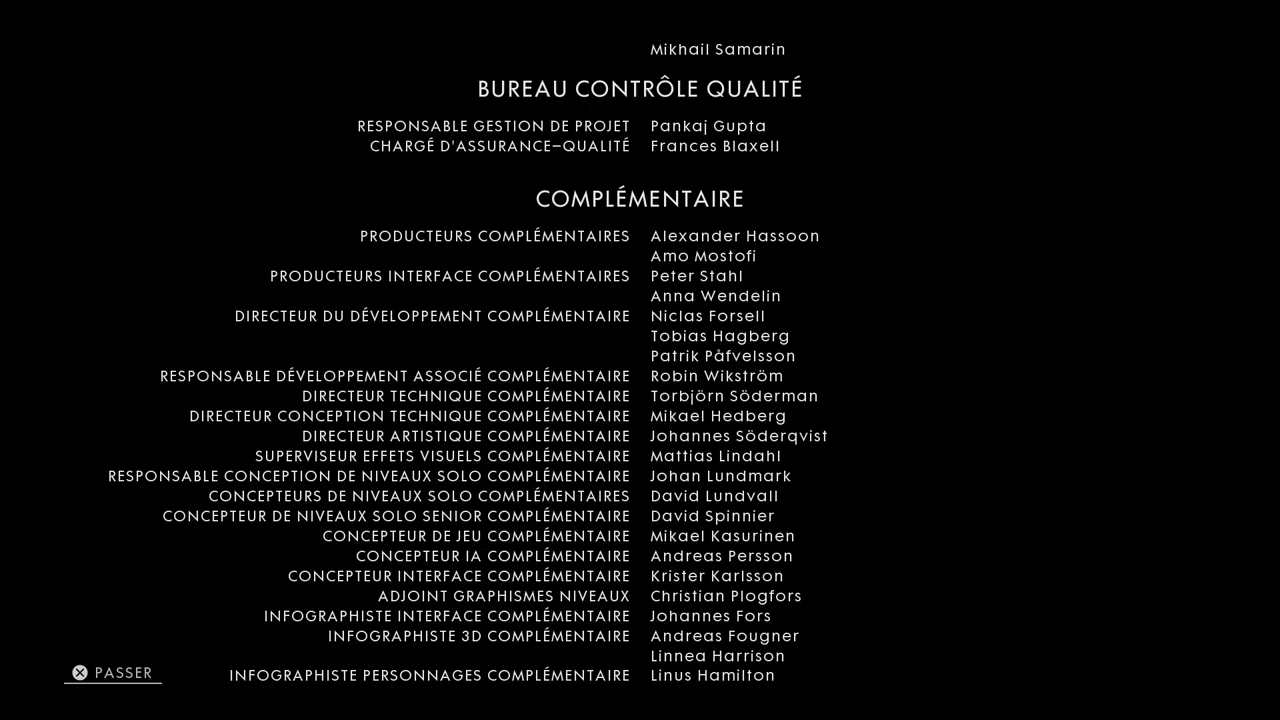 Mikhail Samarin
BUREAU CONTRÔLE QUALITÉ
RESPONSABLE GESTION DE PROJET Pankaj Gupta
CHARGÉ D'ASSURANCE-QUALITÉ Frances Blaxell
COMPLÉMENTAIRE
PRODUCTEURS COMPLÉMENTAIRES Alexander Hassoon
Amo Mostofi
PRODUCTEURS INTERFACE COMPLÉMENTAIRES Peter Stahl
Anna Wendelin
DIRECTEUR DU DÉVELOPPEMENT COMPLÉMENTAIRE Niclas Forsell
Tobias Hagberg
Patrik Påfvelsson
RESPONSABLE DÉVELOPPEMENT ASSOCIÉ COMPLÉMENTAIRE Robin Wikström
DIRECTEUR TECHNIQUE COMPLÉMENTAIRE Torbjörn Söderman
DIRECTEUR CONCEPTION TECHNIQUE COMPLÉMENTAIRE Mikael Hedberg
DIRECTEUR ARTISTIQUE COMPLÉMENTAIRE Johannes Söderqvist
SUPERVISEUR EFFETS VISUELS COMPLÉMENTAIRE Mattias Lindahl
RESPONSABLE CONCEPTION DE NIVEAUX SOLO COMPLÉMENTAIRE Johan Lundmark
CONCEPTEURS DE NIVEAUX SOLO COMPLÉMENTAIRES David Lundvall
CONCEPTEUR DE NIVEAUX SOLO SENIOR COMPLÉMENTAIRE David Spinnier
CONCEPTEUR DE JEU COMPLÉMENTAIRE Mikael Kasurinen
CONCEPTEUR IA COMPLÉMENTAIRE Andreas Persson
CONCEPTEUR INTERFACE COMPLÉMENTAIRE Krister Karlsson
ADJOINT GRAPHISMES NIVEAUX Christian Plogfors
INFOGRAPHISTE INTERFACE COMPLÉMENTAIRE Johannes Fors
INFOGRAPHISTE 3D COMPLÉMENTAIRE Andreas Fougner
Linnea Harrison
INFOGRAPHISTE PERSONNAGES COMPLÉMENTAIRE Linus Hamilton
PASSER